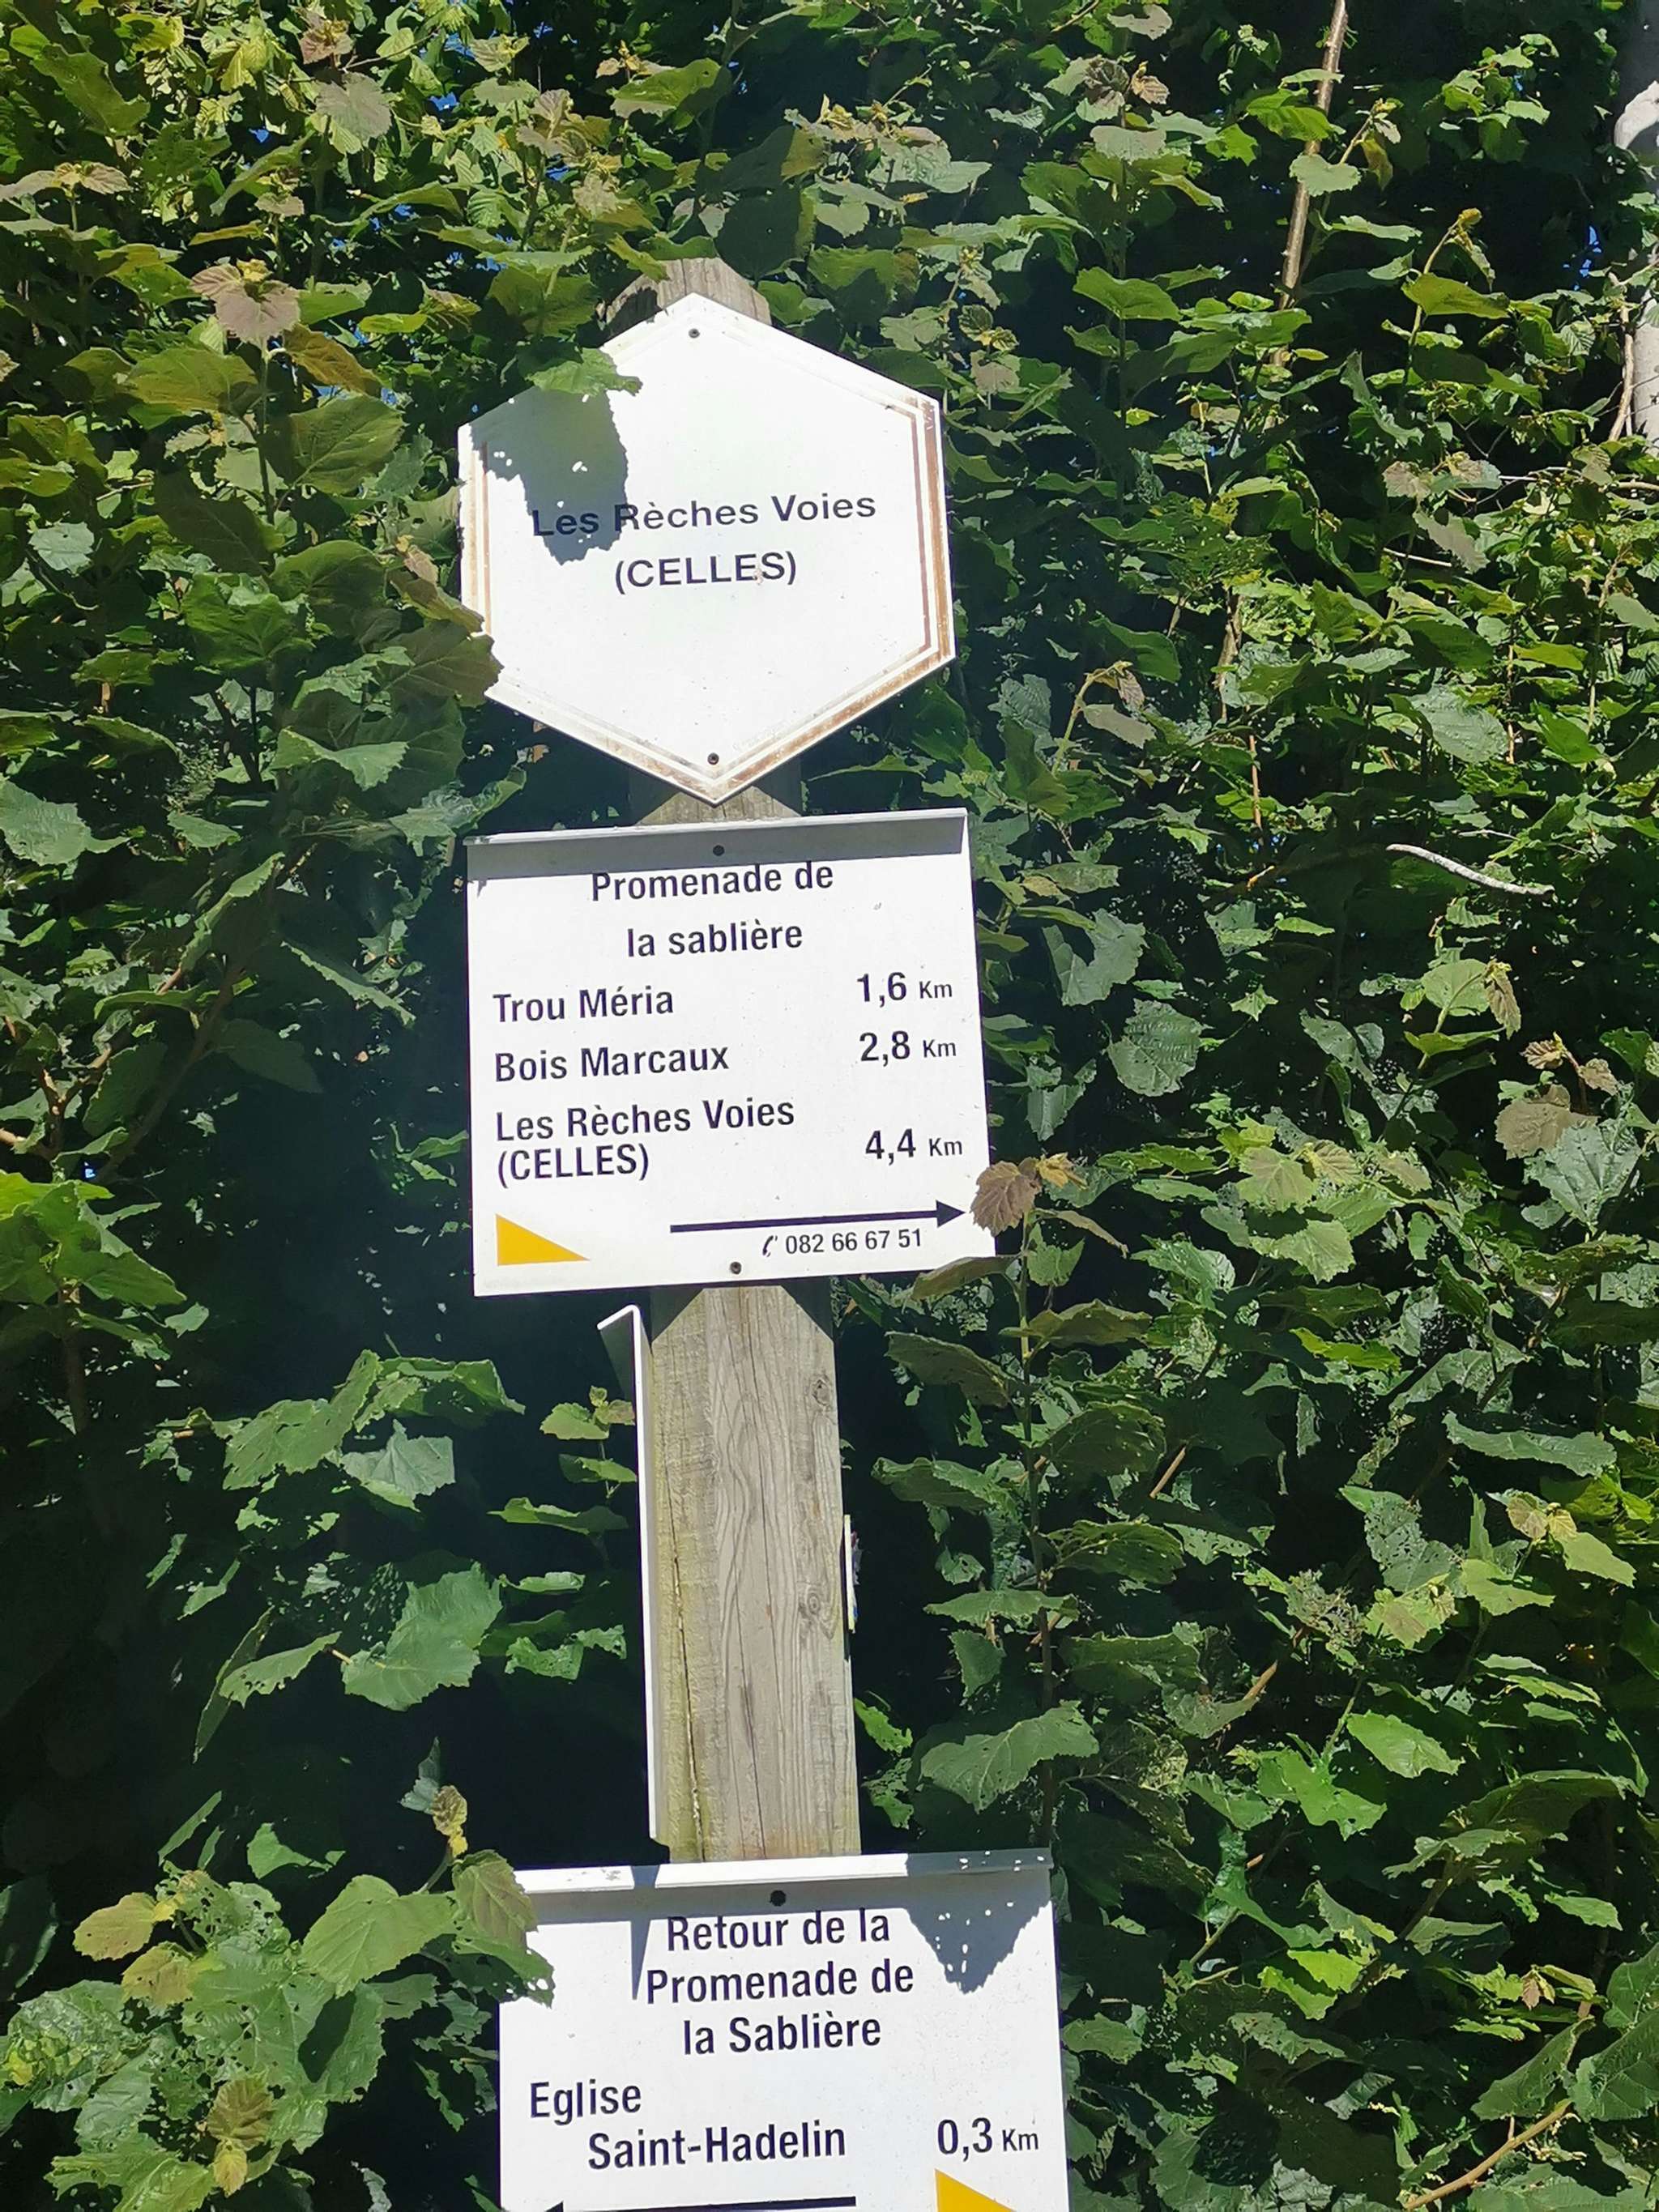 Les Rèches Voies
(CELLES)
Promenade de
la sablière
Trou Méria 1,6 Km
Bois Marcaux 2,8 Km
Les Rèches Voies
(CELLES) 4,4 Km
082 66 67 51
Retour de la
Promenade de
la Sablière
Eglise
Saint-Hadelin 0,3 Km